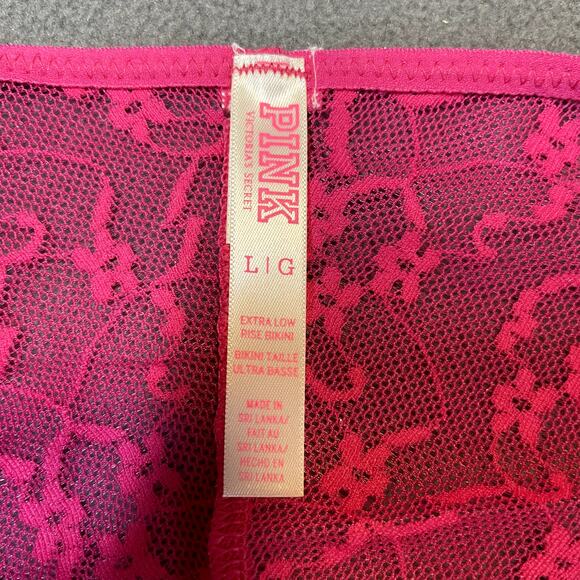 PINK
VICTORIA'S SECRET
L|G
EXTRA LOW
RISE BIKINI
BIKINI TAILLE
ULTRA BASSE
MADE IN
SRI LANKA/
FAIT AU
SRI LANKA/
HECHO EN
SRI LANKA